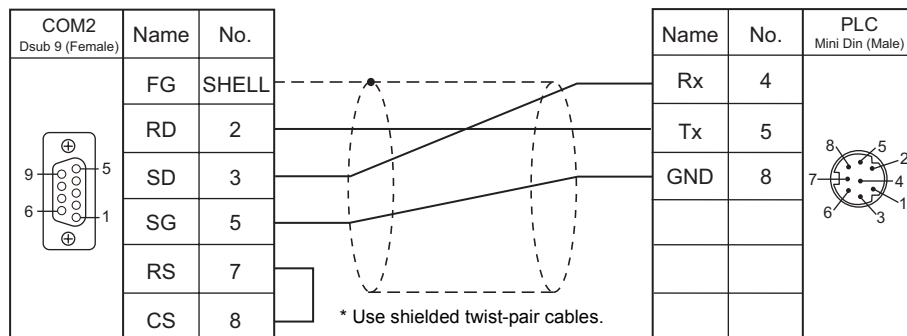 COM2
Dsub 9 (Female)
Name No.
FG SHELL
RD 2
SD 3
SG 5
RS 7
CS 8
9
5
6
1
* Use shielded twist-pair cables.
Name No.
Rx 4
Tx 5
GND 8
PLC
Mini Din (Male)
8
5
2
7
4
1
6
3